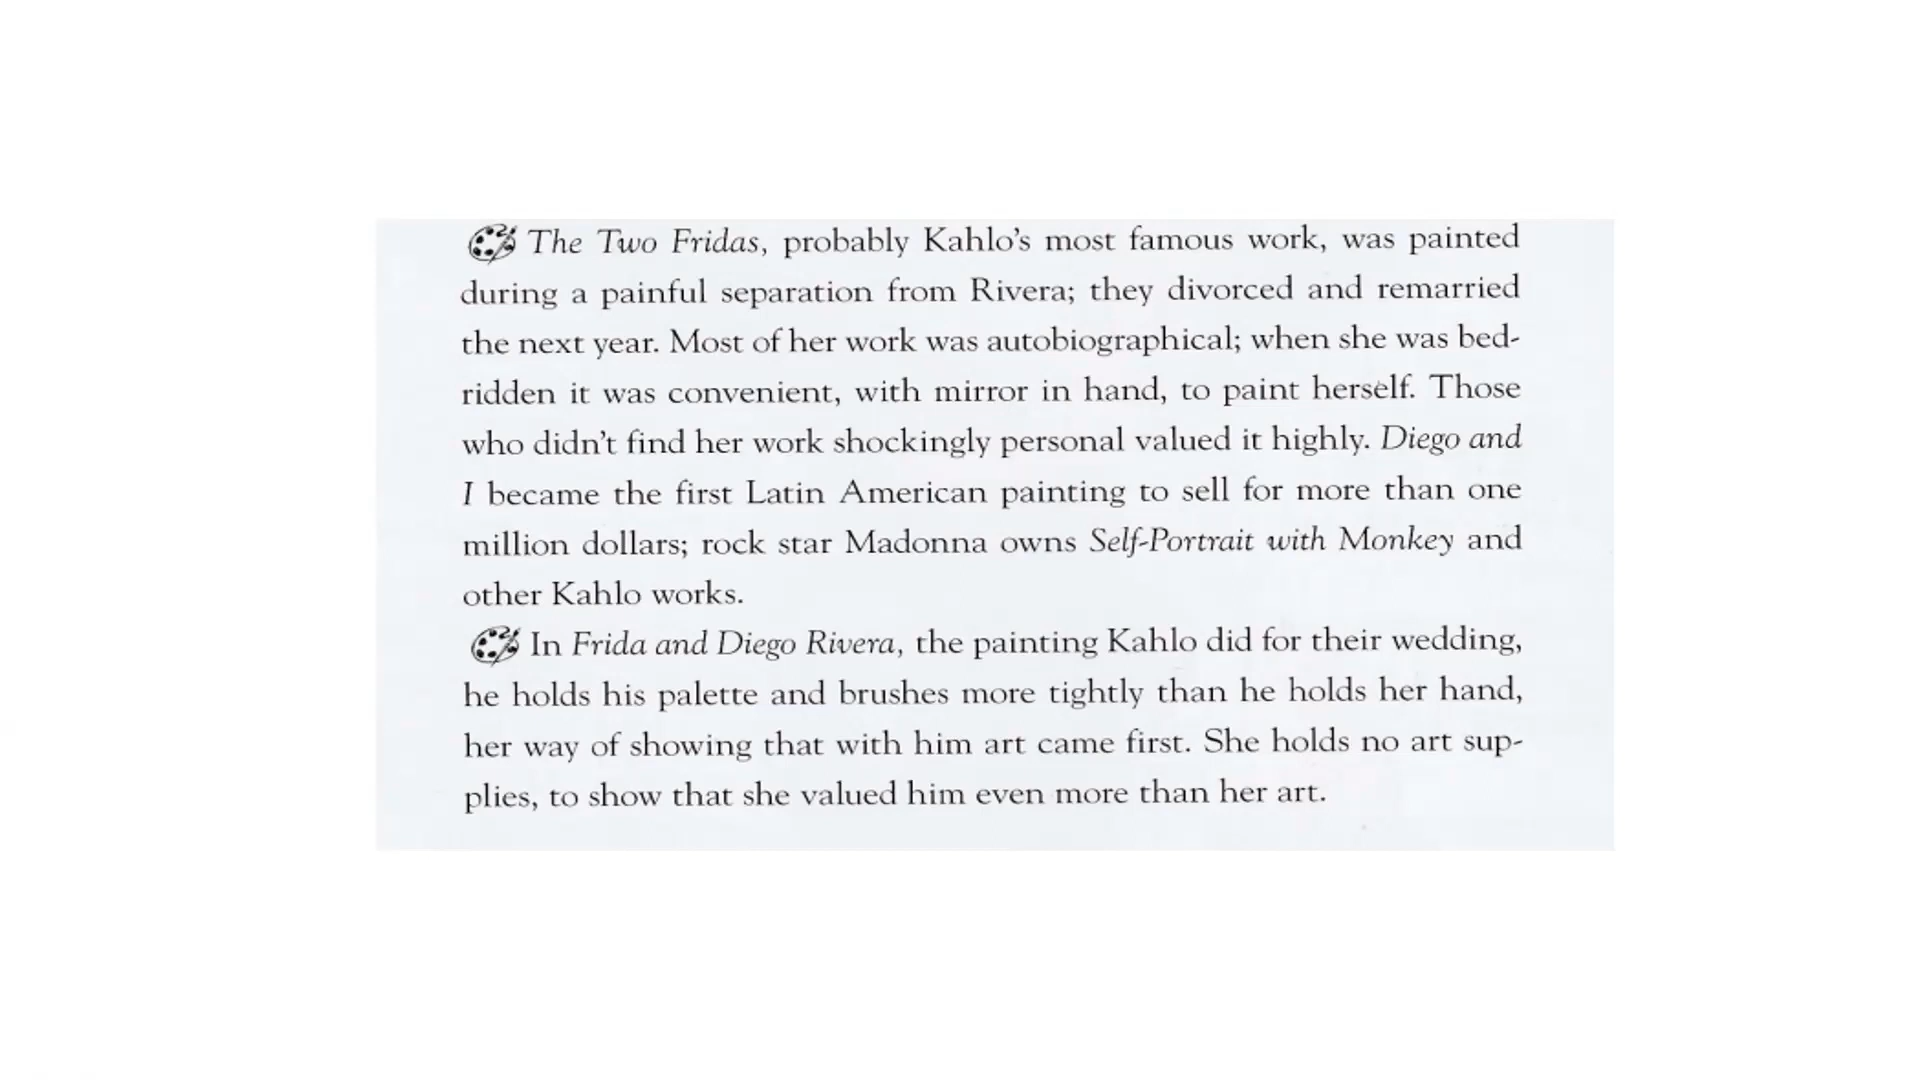 The Two Fridas, probably Kahlo's most famous work, was painted
during a painful separation from Rivera; they divorced and remarried
the next year. Most of her work was autobiographical; when she was bed-
ridden it was convenient, with mirror in hand, to paint herself. Those
who didn't find her work shockingly personal valued it highly. Diego and
I became the first Latin American painting to sell for more than one
million dollars; rock star Madonna owns Self-Portrait with Monkey and
other Kahlo works.
In Frida and Diego Rivera, the painting Kahlo did for their wedding,
he holds his palette and brushes more tightly than he holds her hand,
her way of showing that with him art came first. She holds no art sup-
plies, to show that she valued him even more than her art.